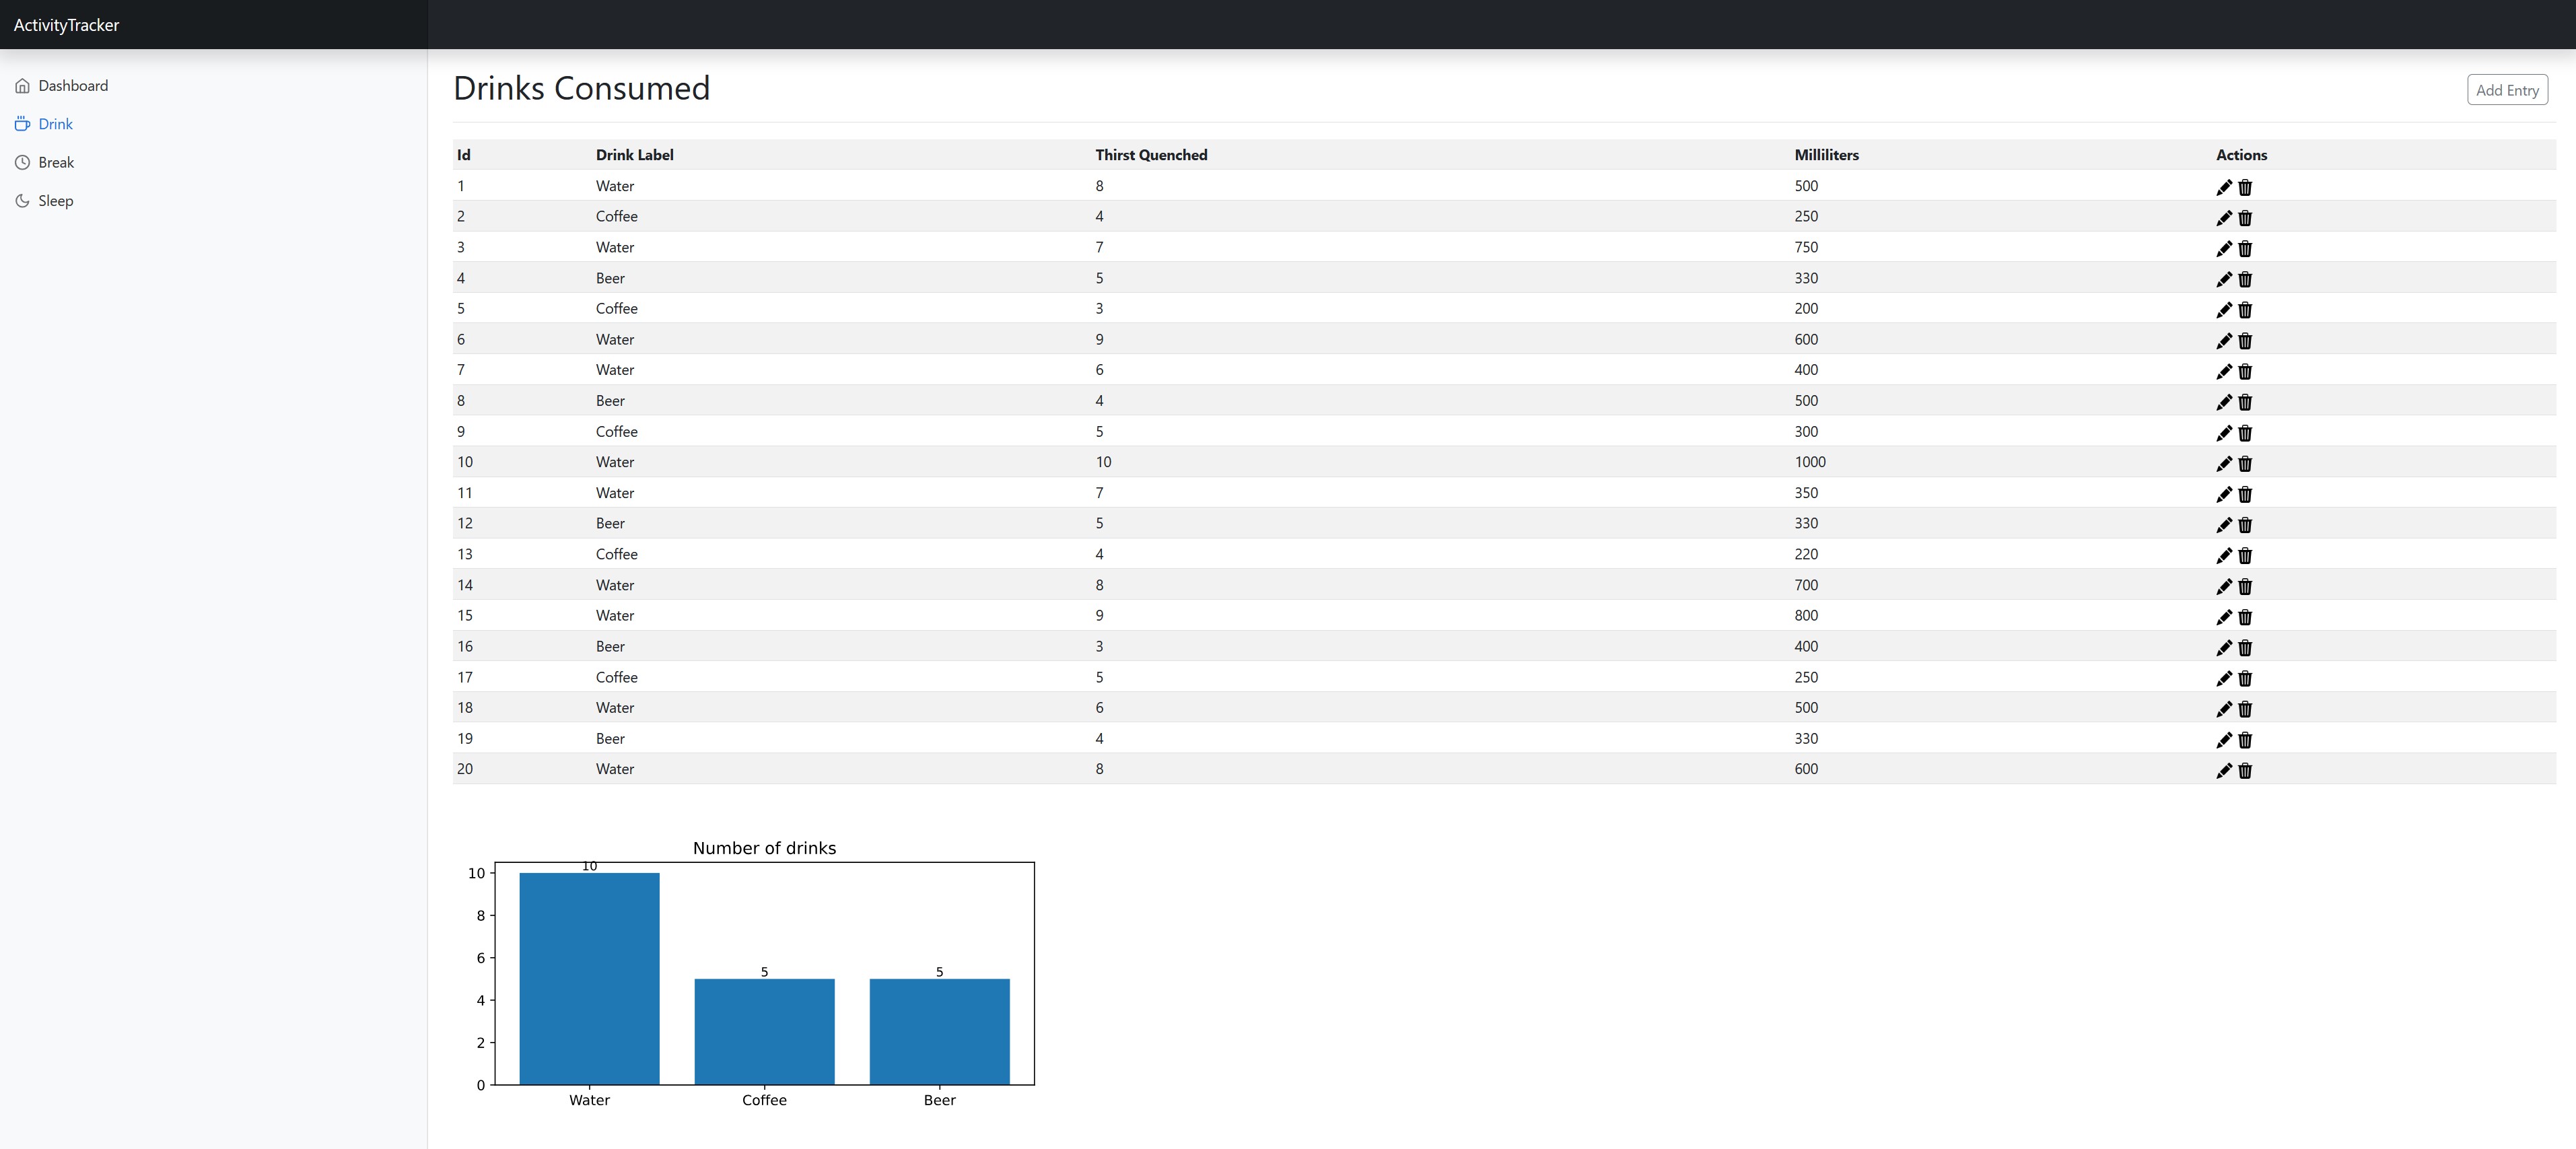 ActivityTracker
Dashboard
Drink
Break
Sleep
Drinks Consumed
Add Entry
Id Drink Label Thirst Quenched Milliliters Actions
1 Water 8 500
2 Coffee 4 250
3 Water 7 750
4 Beer 5 330
5 Coffee 3 200
6 Water 9 600
7 Water 6 400
8 Beer 4 500
9 Coffee 5 300
10 Water 10 1000
11 Water 7 350
12 Beer 5 330
13 Coffee 4 220
14 Water 8 700
15 Water 9 800
16 Beer 3 400
17 Coffee 5 250
18 Water 6 500
19 Beer 4 330
20 Water 8 600
Number of drinks
10
10
8
6
5 5
4
2
0
Water Coffee Beer